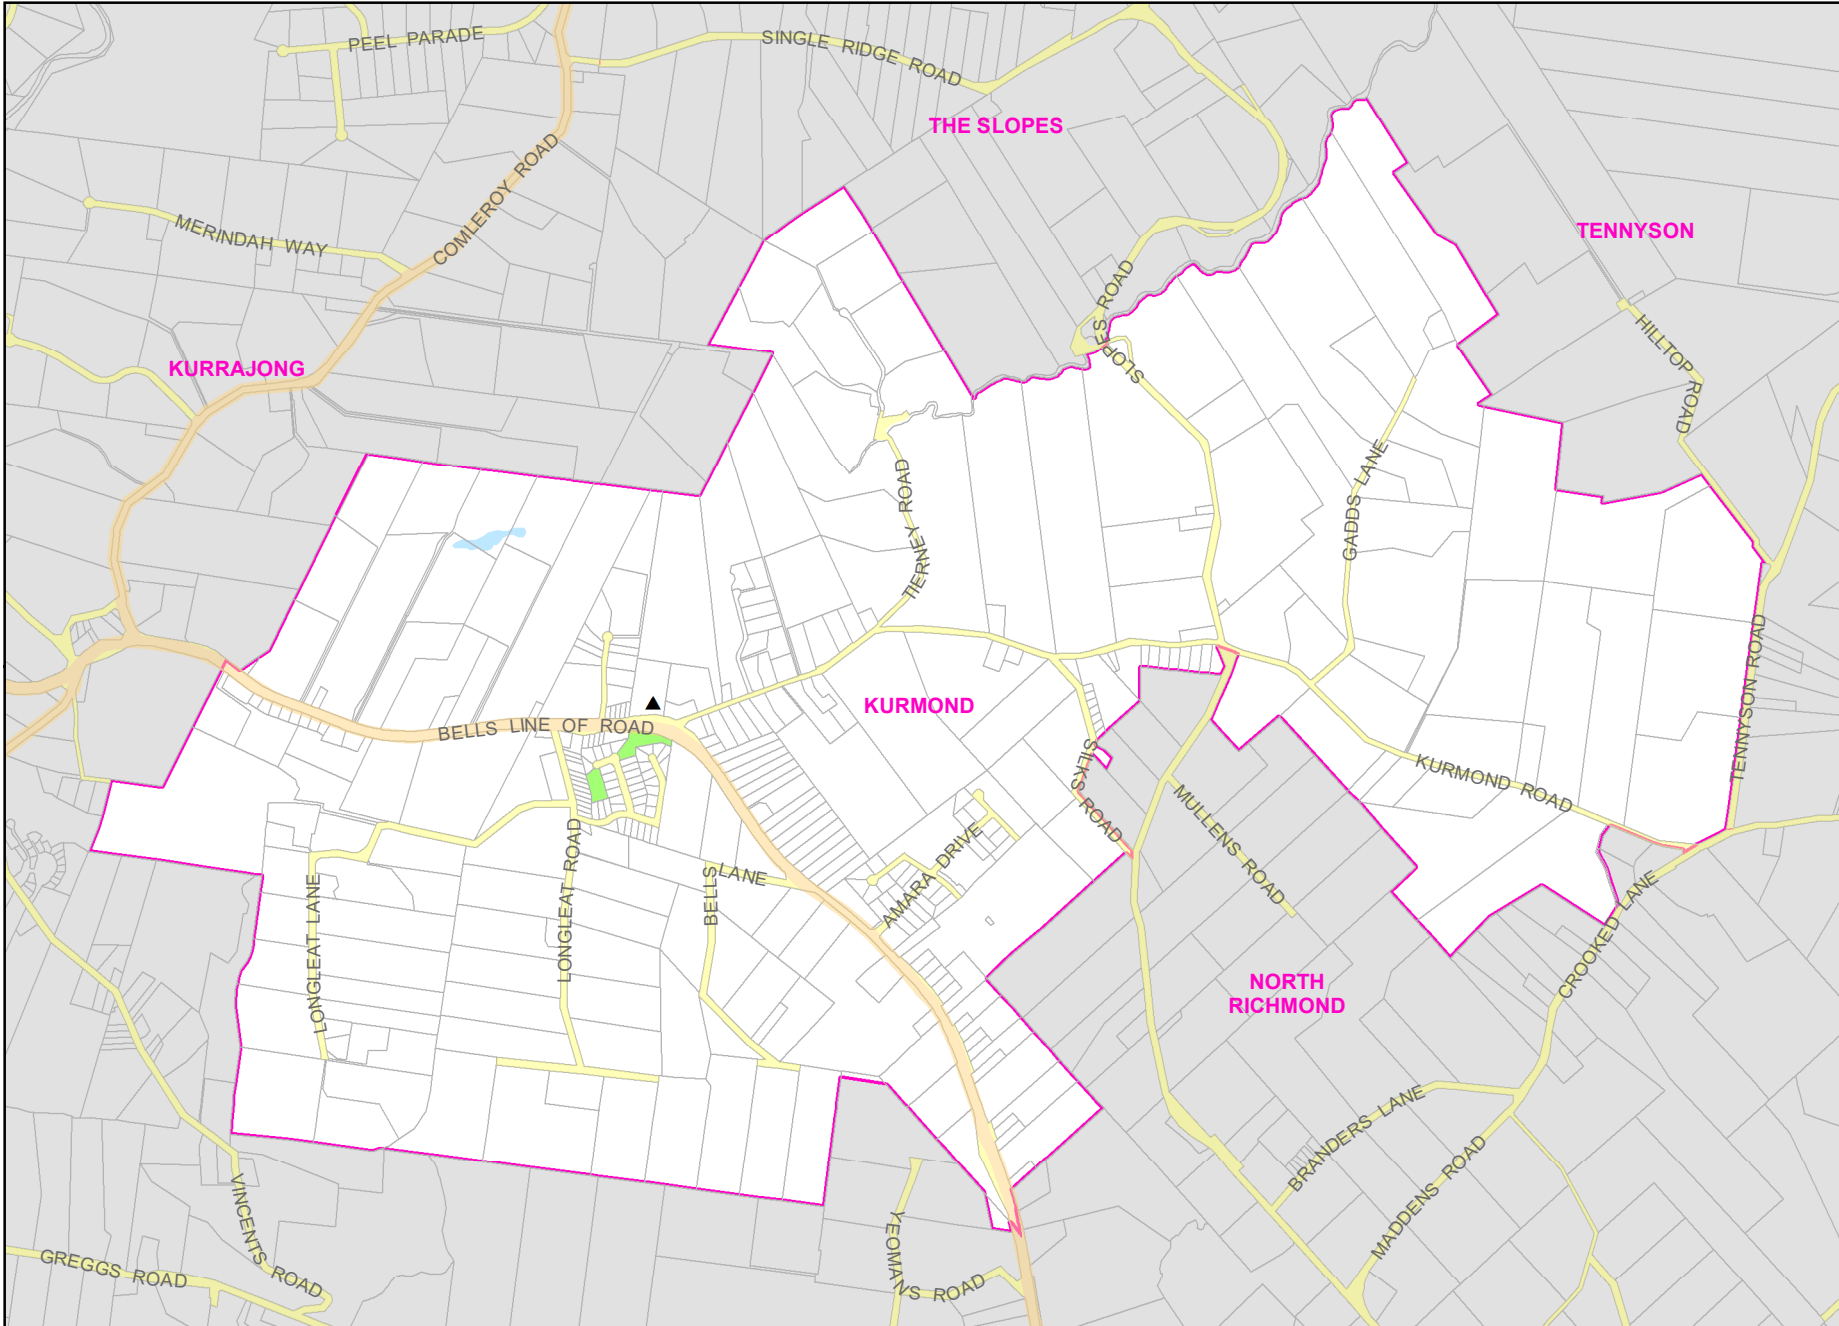 PEEL PARADE
SINGLE RIDGE ROAD
THE SLOPES
COMLEROY ROAD
MERINDAH WAY
TENNYSON
SLOPES ROAD
HILLTOP ROAD
KURRAJONG
GADDS LANE
TIERNEY ROAD
TENNYSON ROAD
KURMOND
BELLS LINE OF ROAD
SILKS ROAD
KURMOND ROAD
MULLENS ROAD
AMARA DRIVE
BELLS LANE
LONGLEAT ROAD
LONGLEAT LANE
CROOKED LANE
NORTH
RICHMOND
BRANDERS LANE
MADDENS ROAD
VINCENTS ROAD
YEOMANS ROAD
GREGGS ROAD